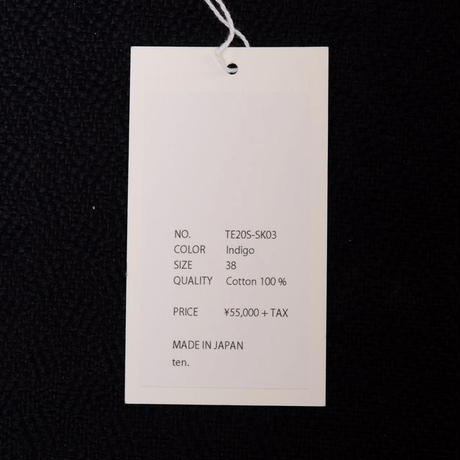 NO. TE20S-SK03
COLOR Indigo
SIZE 38
QUALITY Cotton 100 %
PRICE ¥55,000 + TAX
MADE IN JAPAN
ten.